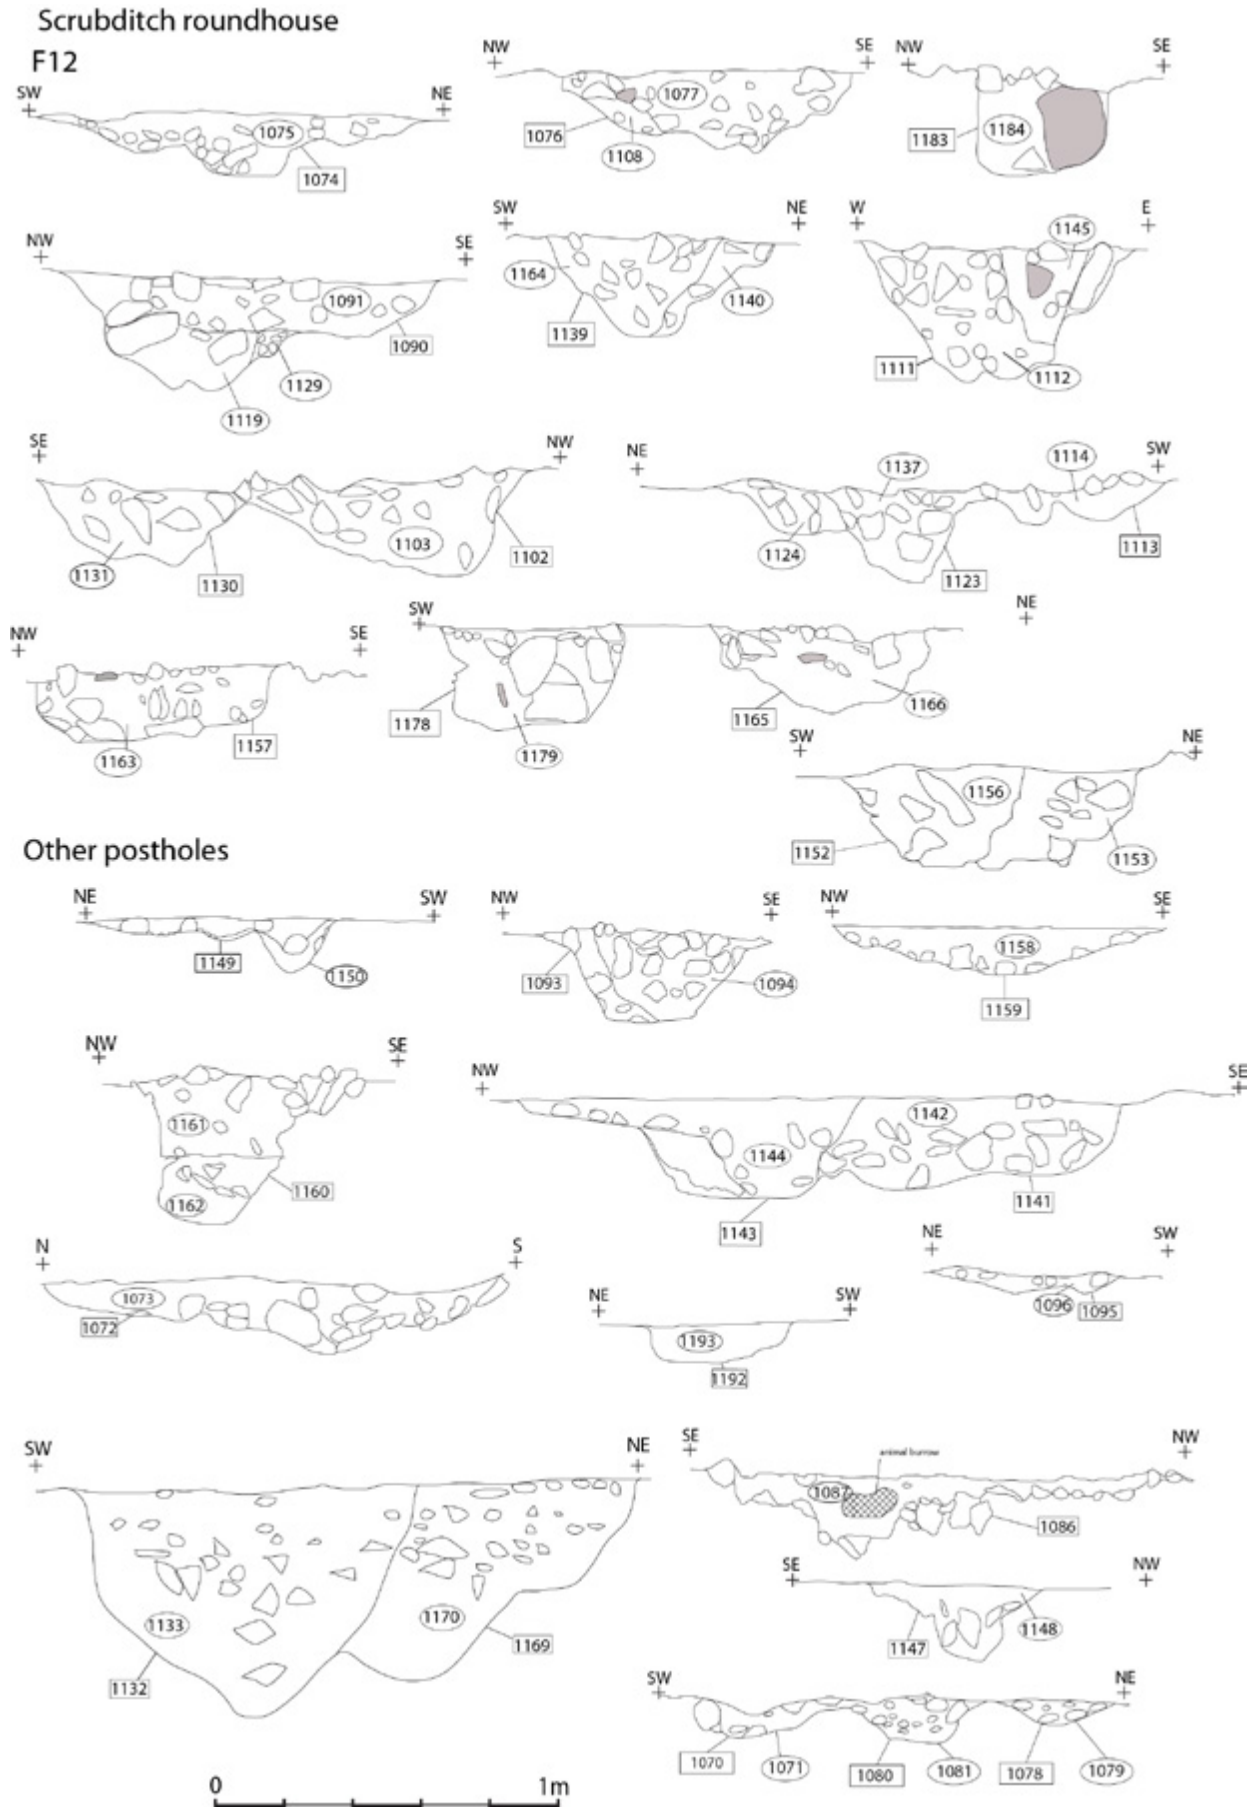 Scrubditch roundhouse
F12
SW NE
1075
1074
NW SE
1077
1076
1108
NW SE
1183
1184
NW SE
1091
1090
1129
1119
SW NE
1164
1140
1139
W E
1145
1111
1112
SE NW
1103
1102
1131
1130
NE SW
1137
1114
1124
1123
1113
NW SE
1163
1157
SW NE
1178
1179
1165
1166
SW NE
1156
1152
1153
Other postholes
NE SW
1149
1150
NW SE
1093
1094
NW SE
1158
1159
NW SE
1161
1162
1160
NW SE
1142
1144
1143
1141
N S
1073
1072
NE SW
1193
1192
NE SW
1096
1095
SW NE
1133
1170
1132
1169
SE NW
animal burrow
1087
1086
SE NW
1147
1148
SW NE
1070
1071
1080
1081
1078
1079
0 1m